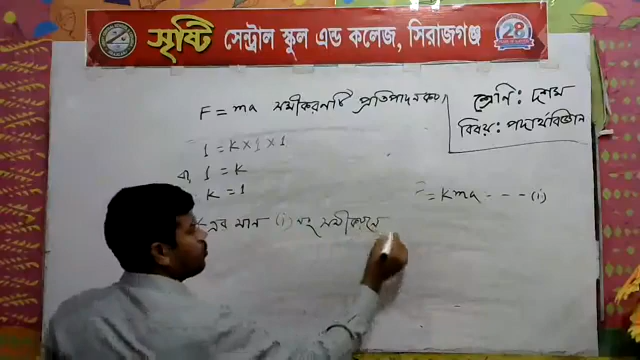 সৃষ্টি সেন্ট্রাল স্কুল এন্ড কলেজ, সিরাজগঞ্জ
28
F = ma সমীকরণটি প্রতিপাদন কর।
শ্রেণি: দশম
বিষয়: পদার্থবিজ্ঞান
1 = K × 1 × 1
বা, 1 = K
K = 1
= Kma - - - (i)
K এর মান (i) নং সমীকরণে